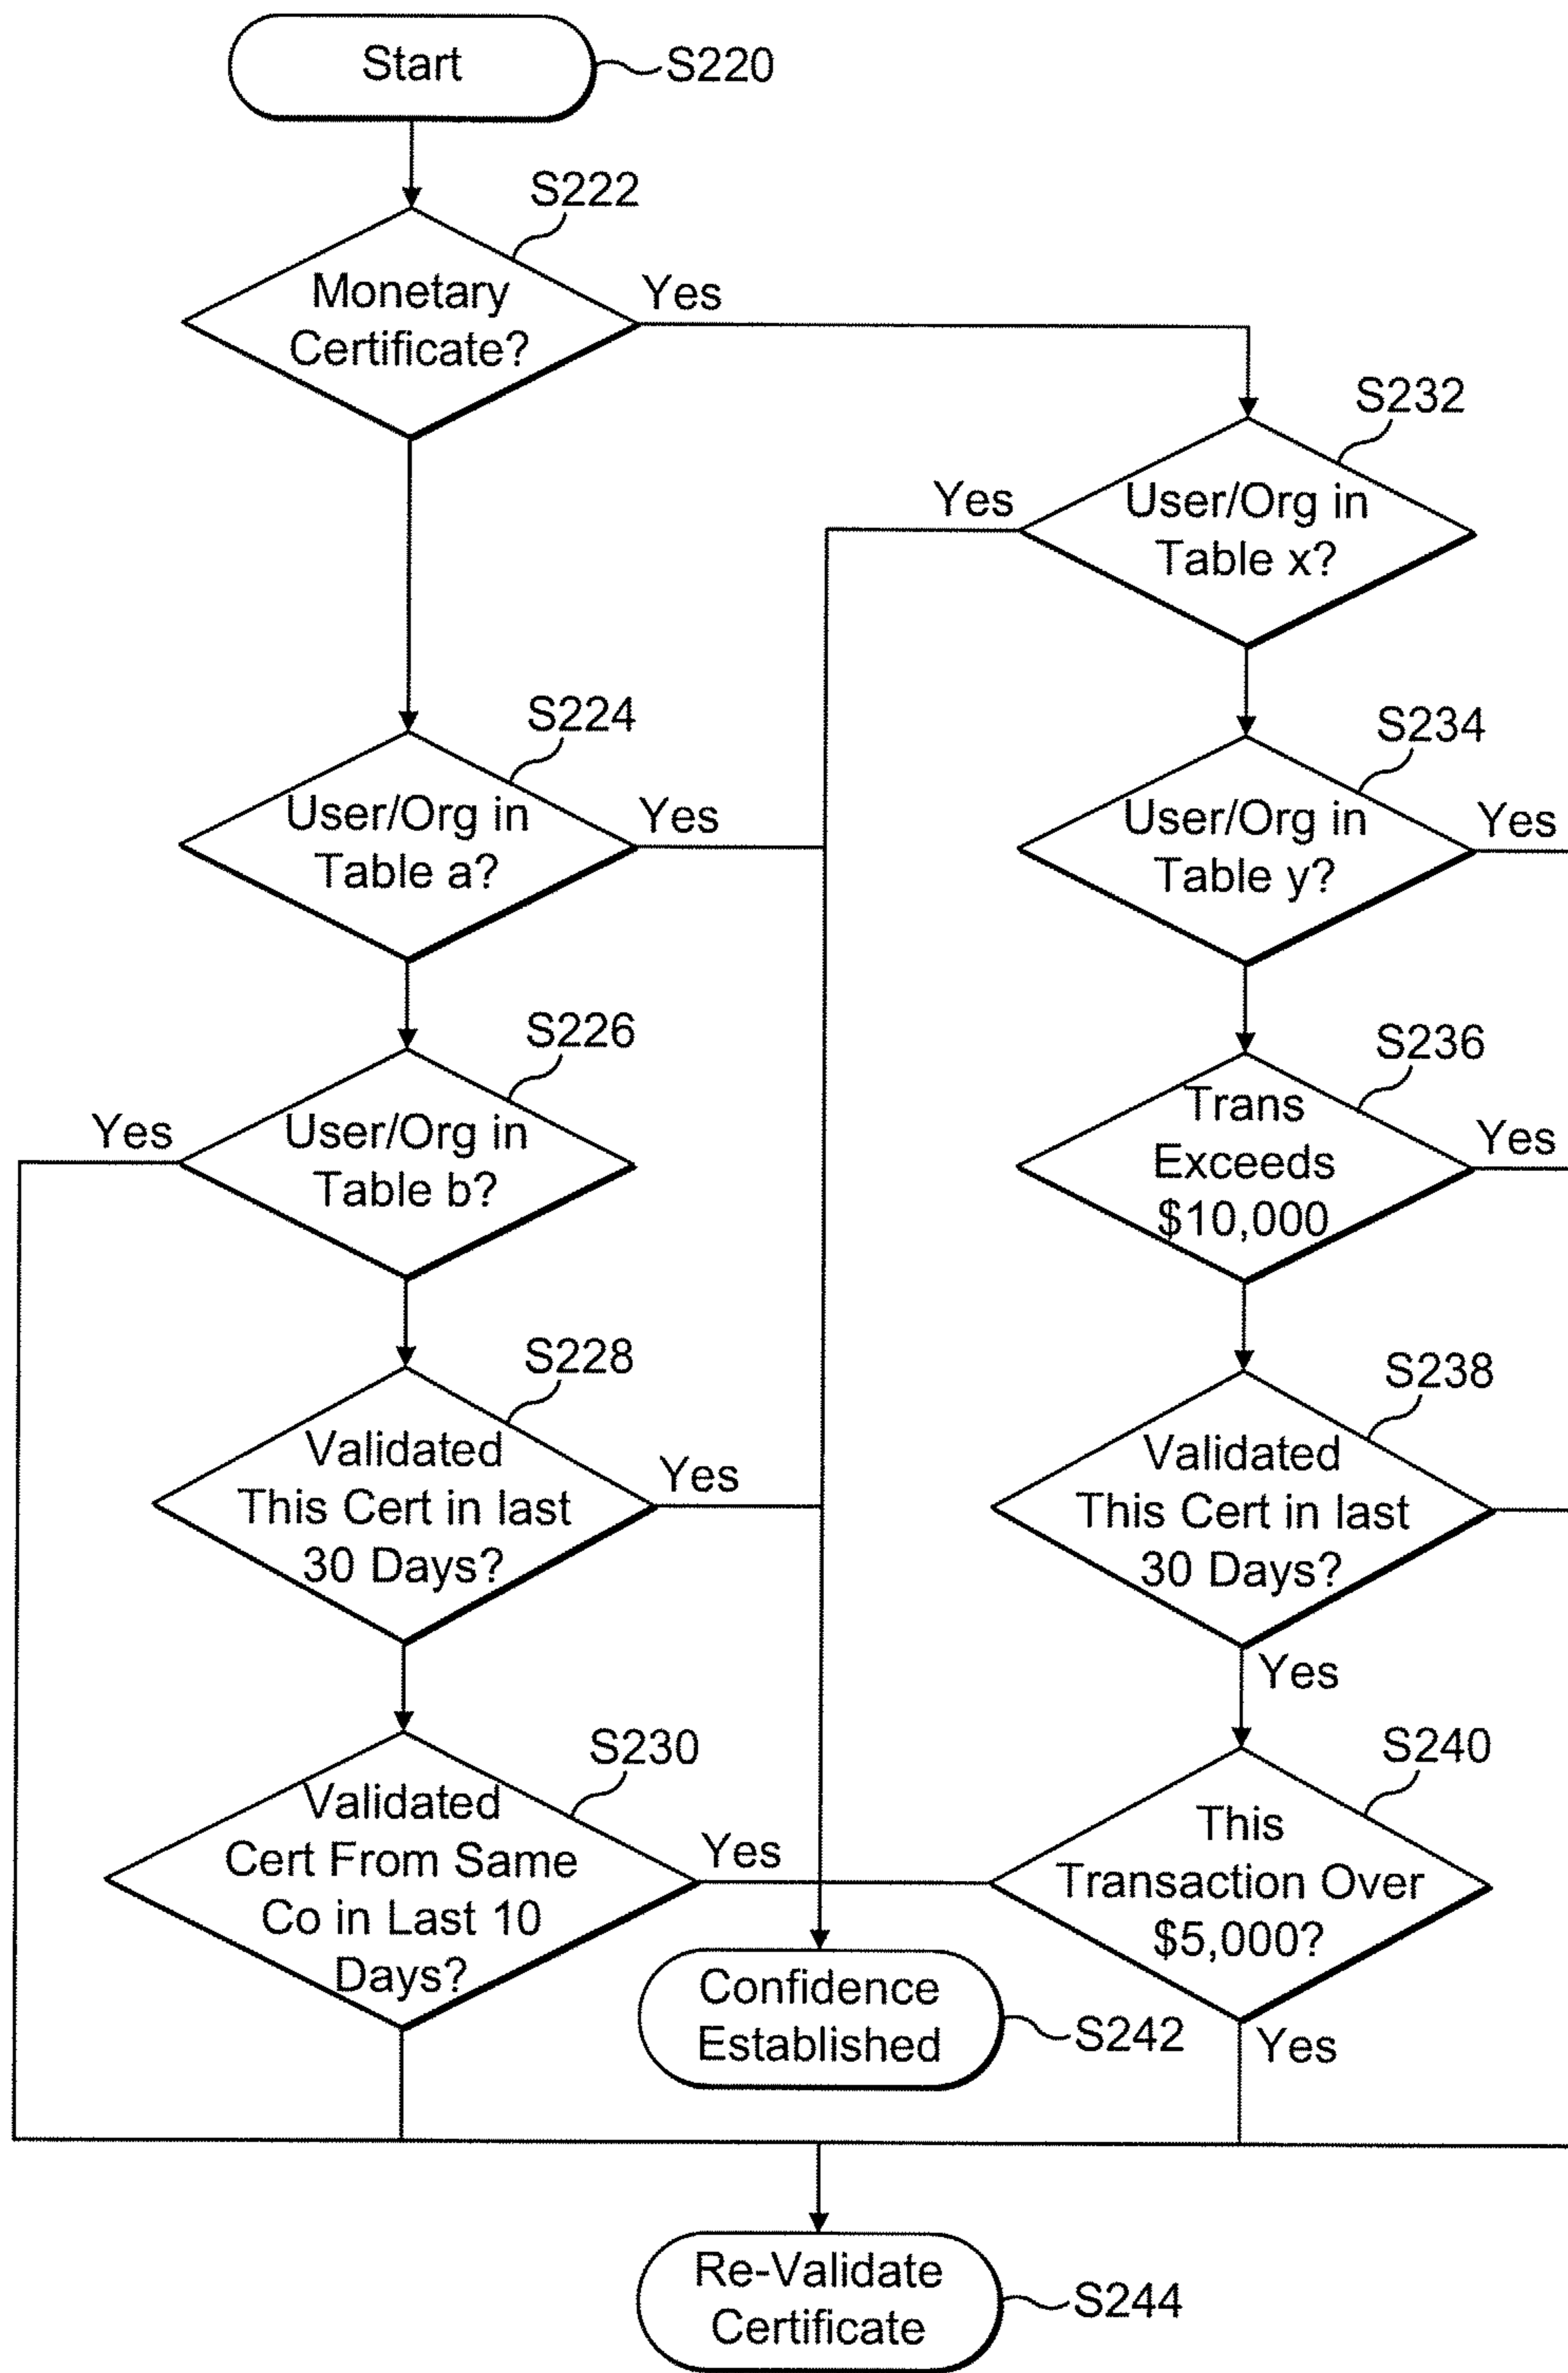 Start
S220
S222
Monetary
Certificate?
Yes
S232
Yes
User/Org in
Table x?
S224
User/Org in
Table a?
Yes
S234
User/Org in
Table y?
Yes
S226
Yes
User/Org in
Table b?
S236
Trans
Exceeds
$10,000
Yes
S228
Validated
This Cert in last
30 Days?
Yes
S238
Validated
This Cert in last
30 Days?
Yes
S230
Validated
Cert From Same
Co in Last 10
Days?
Yes
S240
This
Transaction Over
$5,000?
Yes
Confidence
Established
S242
Re-Validate
Certificate
S244